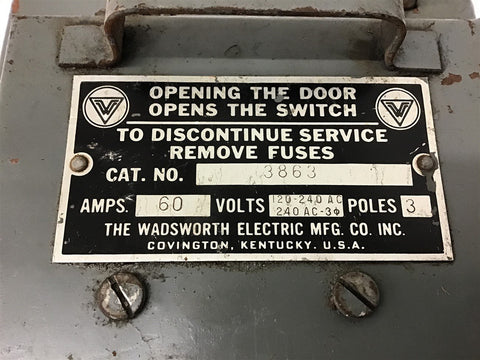 OPENING THE DOOR
OPENS THE SWITCH
TO DISCONTINUE SERVICE
REMOVE FUSES
CAT. NO. 3863
AMPS. 60 VOLTS 120-240 AC 240 AC-3φ POLES 3
THE WADSWORTH ELECTRIC MFG. CO. INC.
COVINGTON, KENTUCKY. U.S.A.